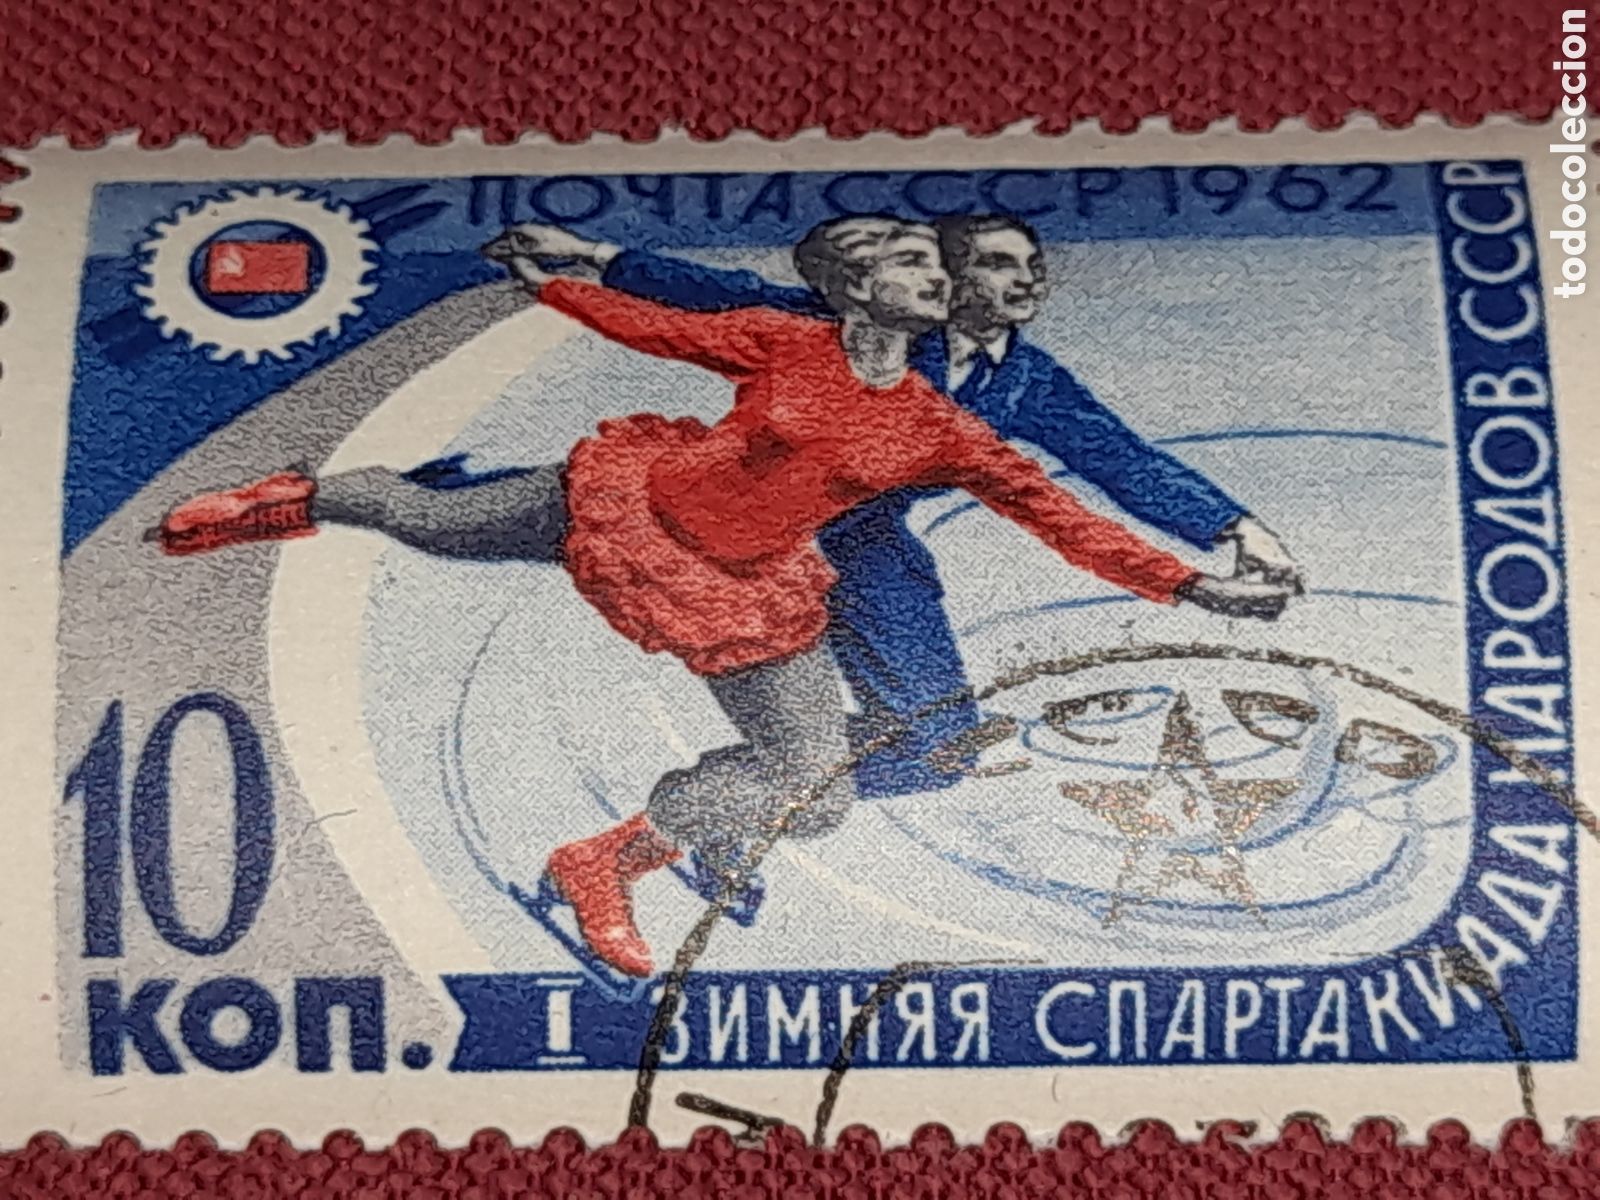 ПОЧТА СССР 1962
10
КОП.
I ЗИМНЯЯ СПАРТАКИАДА НАРОДОВ СССР
todocoleccion